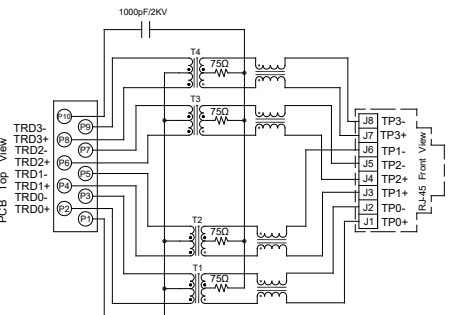 1000pF/2KV
T4
75Ω
T3
75Ω
P10
P9
P8
P7
P6
P5
P4
P3
P2
P1
TRD3-
TRD3+
TRD2-
TRD2+
TRD1-
TRD1+
TRD0-
TRD0+
PCB Top View
J8 TP3-
J7 TP3+
J6 TP1-
J5 TP2-
J4 TP2+
J3 TP1+
J2 TP0-
J1 TP0+
RJ-45 Front View
T2
75Ω
T1
75Ω